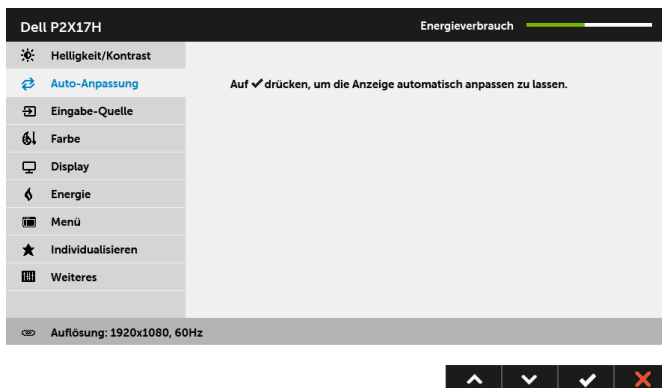 Dell P2X17H
Energieverbrauch
Helligkeit/Kontrast
Auto-Anpassung
Auf ✔ drücken, um die Anzeige automatisch anpassen zu lassen.
Eingabe-Quelle
Farbe
Display
Energie
Menü
Individualisieren
Weiteres
Auflösung: 1920x1080, 60Hz